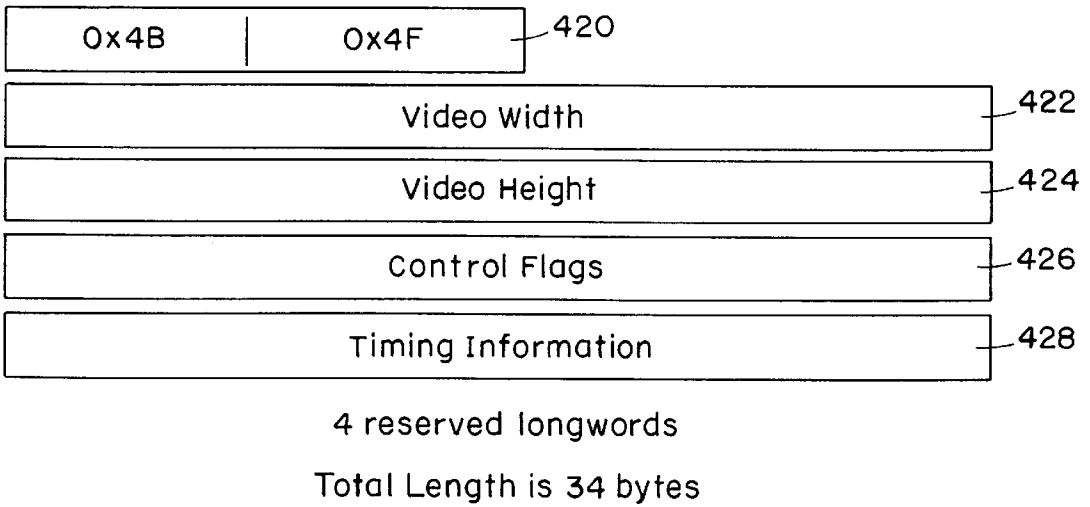 0x4B 0x4F 420
Video Width 422
Video Height 424
Control Flags 426
Timing Information 428
4 reserved longwords
Total Length is 34 bytes